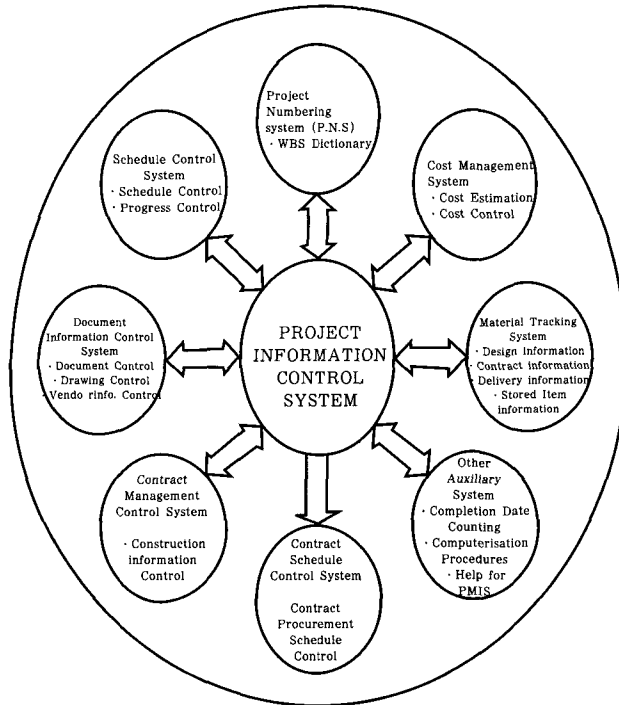 Project
Numbering
system (P.N.S)
· WBS Dictionary
Schedule Control
System
· Schedule Control
· Progress Control
Cost Management
System
· Cost Estimation
· Cost Control
Document
Information Control
System
· Document Control
· Drawing Control
· Vendo rinfo. Control
PROJECT
INFORMATION
CONTROL
SYSTEM
Material Tracking
System
· Design information
· Contract information
· Delivery information
· Stored Item
information
Contract
Management
Control System
· Construction
information
Control
Contract
Schedule
Control System
Contract
Procurement
Schedule
Control
Other
Auxiliary
System
· Completion Date
Counting
· Computerisation
Procedures
· Help for
PMIS